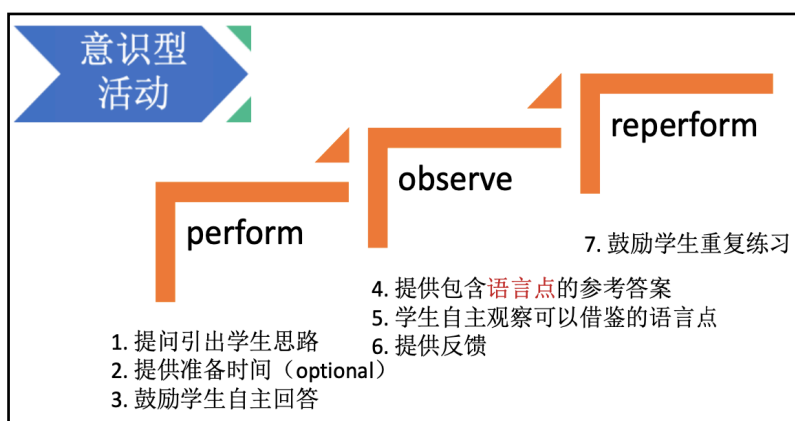 意识型
活动
perform
1. 提问引出学生思路
2. 提供准备时间（optional）
3. 鼓励学生自主回答
observe
4. 提供包含语言点的参考答案
5. 学生自主观察可以借鉴的语言点
6. 提供反馈
reperform
7. 鼓励学生重复练习